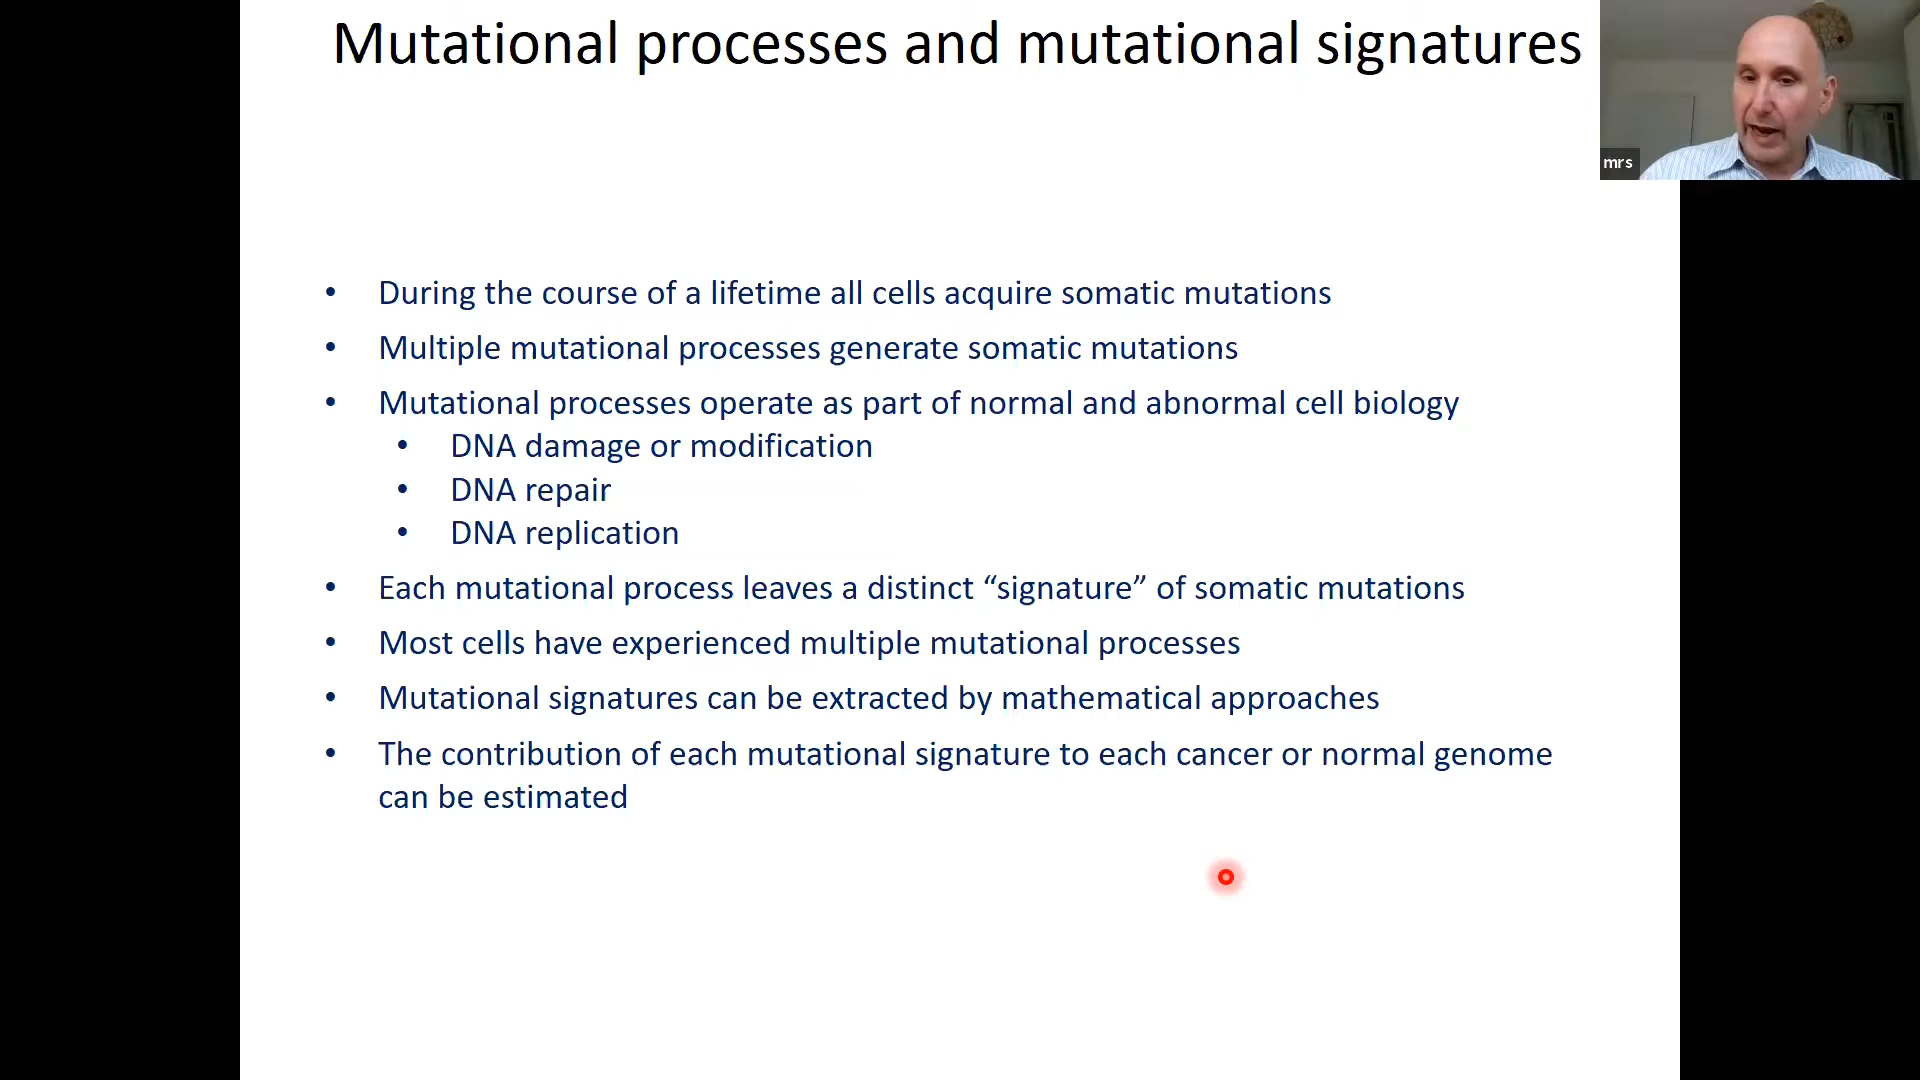 Mutational processes and mutational signatures
mrs
• During the course of a lifetime all cells acquire somatic mutations
• Multiple mutational processes generate somatic mutations
• Mutational processes operate as part of normal and abnormal cell biology
• DNA damage or modification
• DNA repair
• DNA replication
• Each mutational process leaves a distinct “signature” of somatic mutations
• Most cells have experienced multiple mutational processes
• Mutational signatures can be extracted by mathematical approaches
• The contribution of each mutational signature to each cancer or normal genome
can be estimated